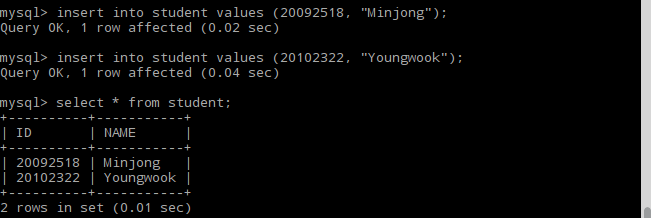 mysql> insert into student values (20092518, "Minjong");
Query OK, 1 row affected (0.02 sec)
mysql> insert into student values (20102322, "Youngwook");
Query OK, 1 row affected (0.04 sec)
mysql> select * from student;
+----------+-----------+
| ID       | NAME      |
+----------+-----------+
| 20092518 | Minjong   |
| 20102322 | Youngwook |
+----------+-----------+
2 rows in set (0.01 sec)